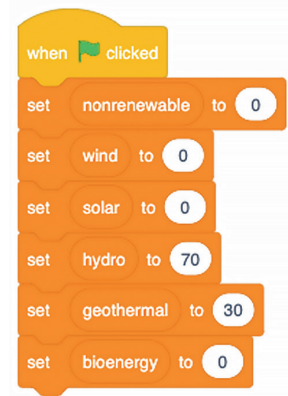 when clicked
set nonrenewable to 0
set wind to 0
set solar to 0
set hydro to 70
set geothermal to 30
set bioenergy to 0